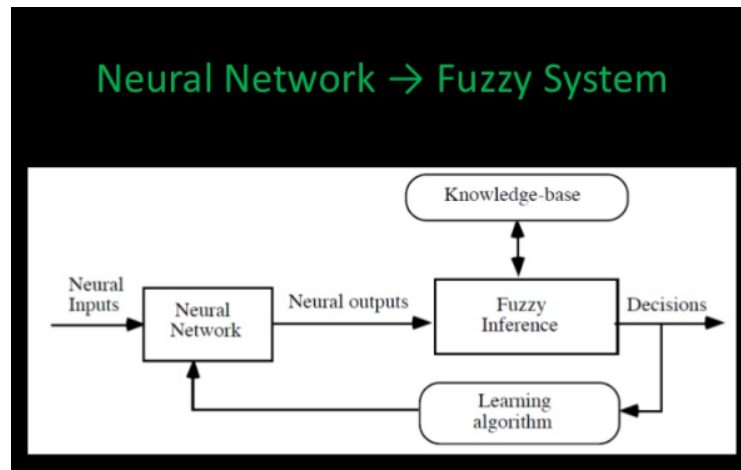 Neural Network → Fuzzy System
Knowledge-base
Neural
Inputs
Neural
Network
Neural outputs
Fuzzy
Inference
Decisions
Learning
algorithm